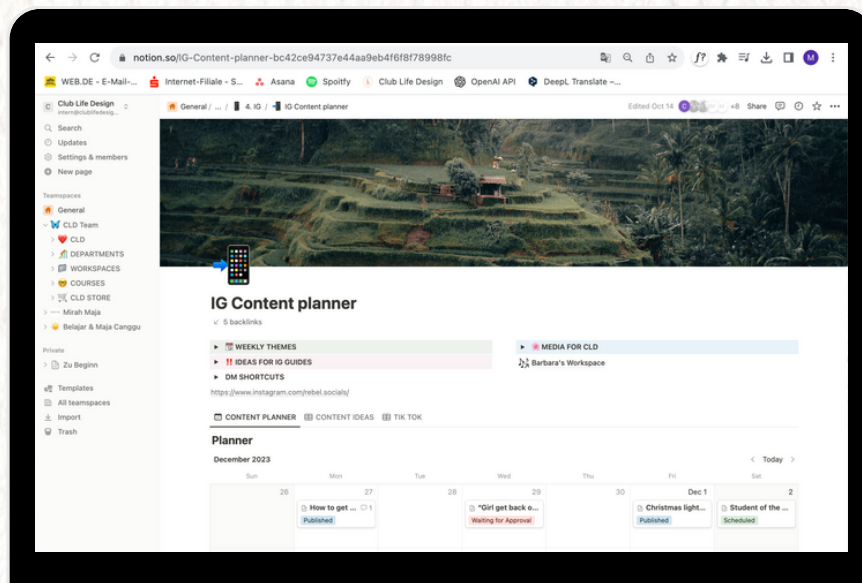 notion.so/IG-Content-planner-bc42ce94737e44aa9eb4f6f8f78998fc
WEB.DE - E-Mail-... Internet-Filiale - S... Asana Spoitfy Club Life Design OpenAI API DeepL Translate –...
C Club Life Design
intern@clublifedesig...
General / ... / 4. IG / IG Content planner
Edited Oct 14 C +8 Share
Search
Updates
Settings & members
New page
Teamspaces
General
CLD Team
CLD
DEPARTMENTS
WORKSPACES
COURSES
CLD STORE
Mirah Maja
Belajar & Maja Canggu
Private
Zu Beginn
Templates
All teamspaces
Import
Trash
IG Content planner
5 backlinks
WEEKLY THEMES
!! IDEAS FOR IG GUIDES
DM SHORTCUTS
https://www.instagram.com/rebel.socials/
MEDIA FOR CLD
Barbara's Workspace
CONTENT PLANNER CONTENT IDEAS TIK TOK
Planner
December 2023 < Today >
Sun Mon Tue Wed Thu Fri Sat
26 27 28 29 30 Dec 1 2
How to get ... 1 "Girl get back o... Christmas light... Student of the ...
Published Waiting for Approval Published Scheduled